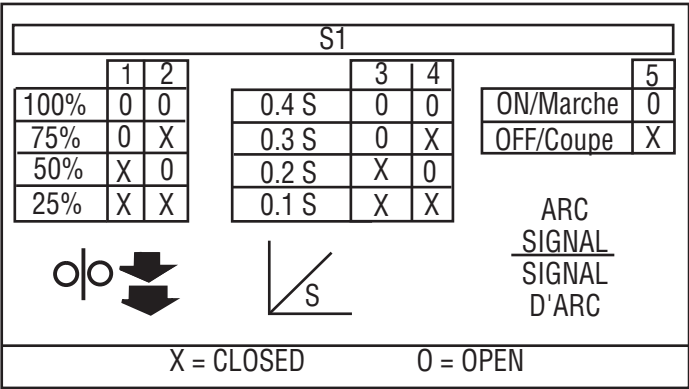 S1
1 2
100% 0 0
75% 0 X
50% X 0
25% X X
3 4
0.4 S 0 0
0.3 S 0 X
0.2 S X 0
0.1 S X X
5
ON/Marche 0
OFF/Coupe X
S
ARC
SIGNAL
SIGNAL
D'ARC
X = CLOSED O = OPEN